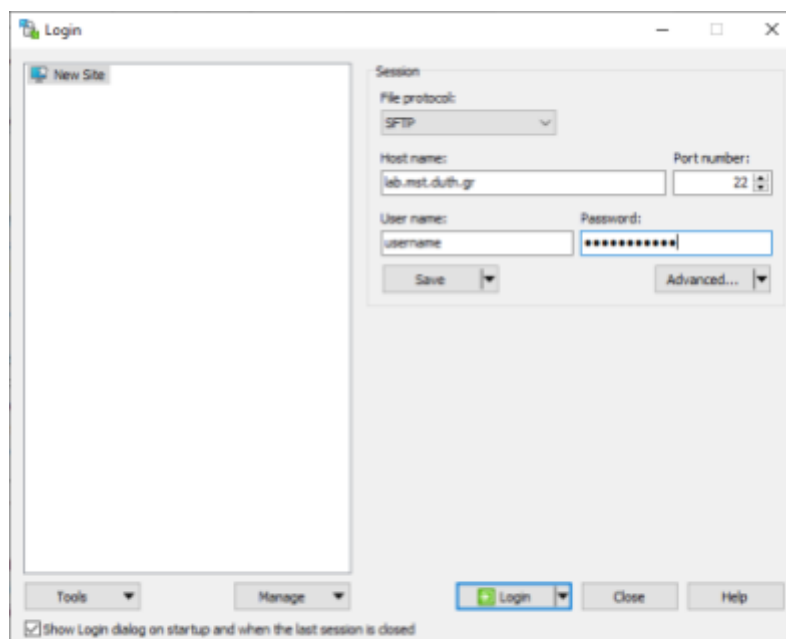 Login
New Site
Session
File protocol:
SFTP
Host name: Port number:
lab.mst.duth.gr 22
User name: Password:
username •••••••••••
Save Advanced...
Tools Manage Login Close Help
Show Login dialog on startup and when the last session is closed